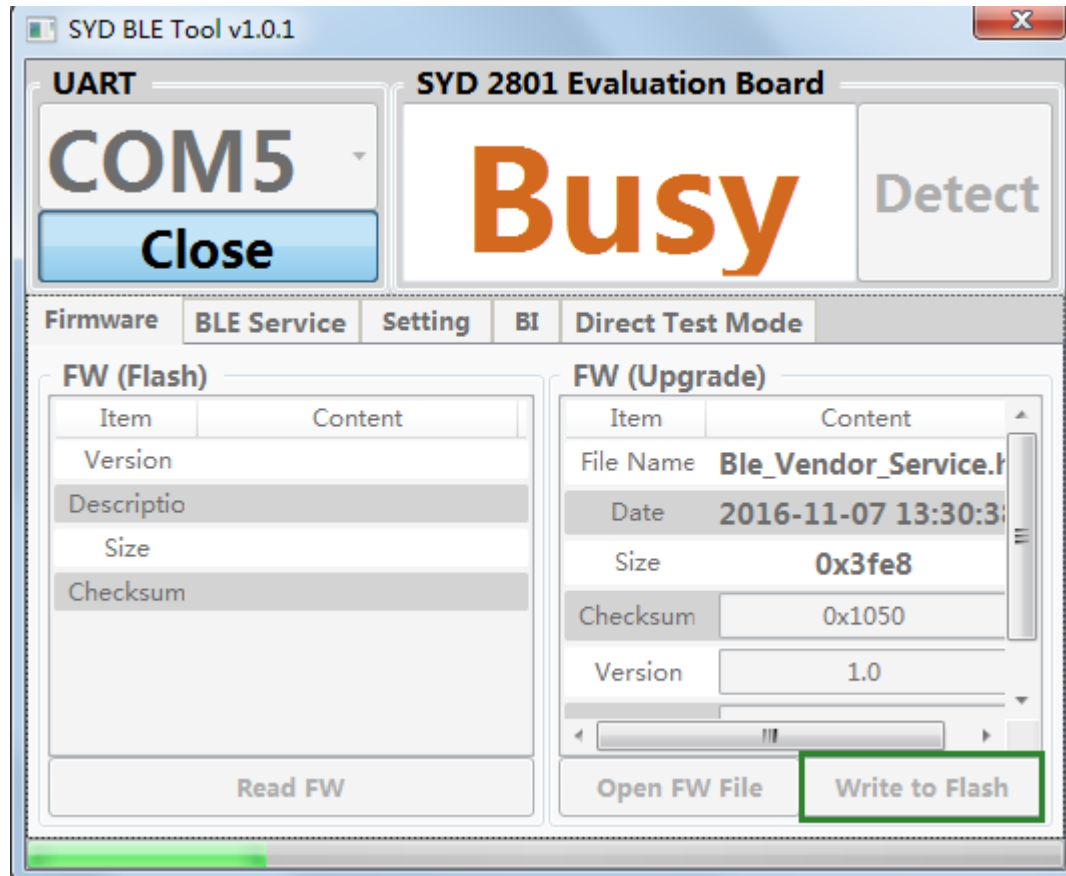 SYD BLE Tool v1.0.1
UART
SYD 2801 Evaluation Board
COM5
Busy
Detect
Close
Firmware
BLE Service
Setting
BI
Direct Test Mode
FW (Flash)
Item Content
Version
Descriptio
Size
Checksum
Read FW
FW (Upgrade)
Item Content
File Name Ble_Vendor_Service.h
Date 2016-11-07 13:30:38
Size 0x3fe8
Checksum 0x1050
Version 1.0
Open FW File
Write to Flash